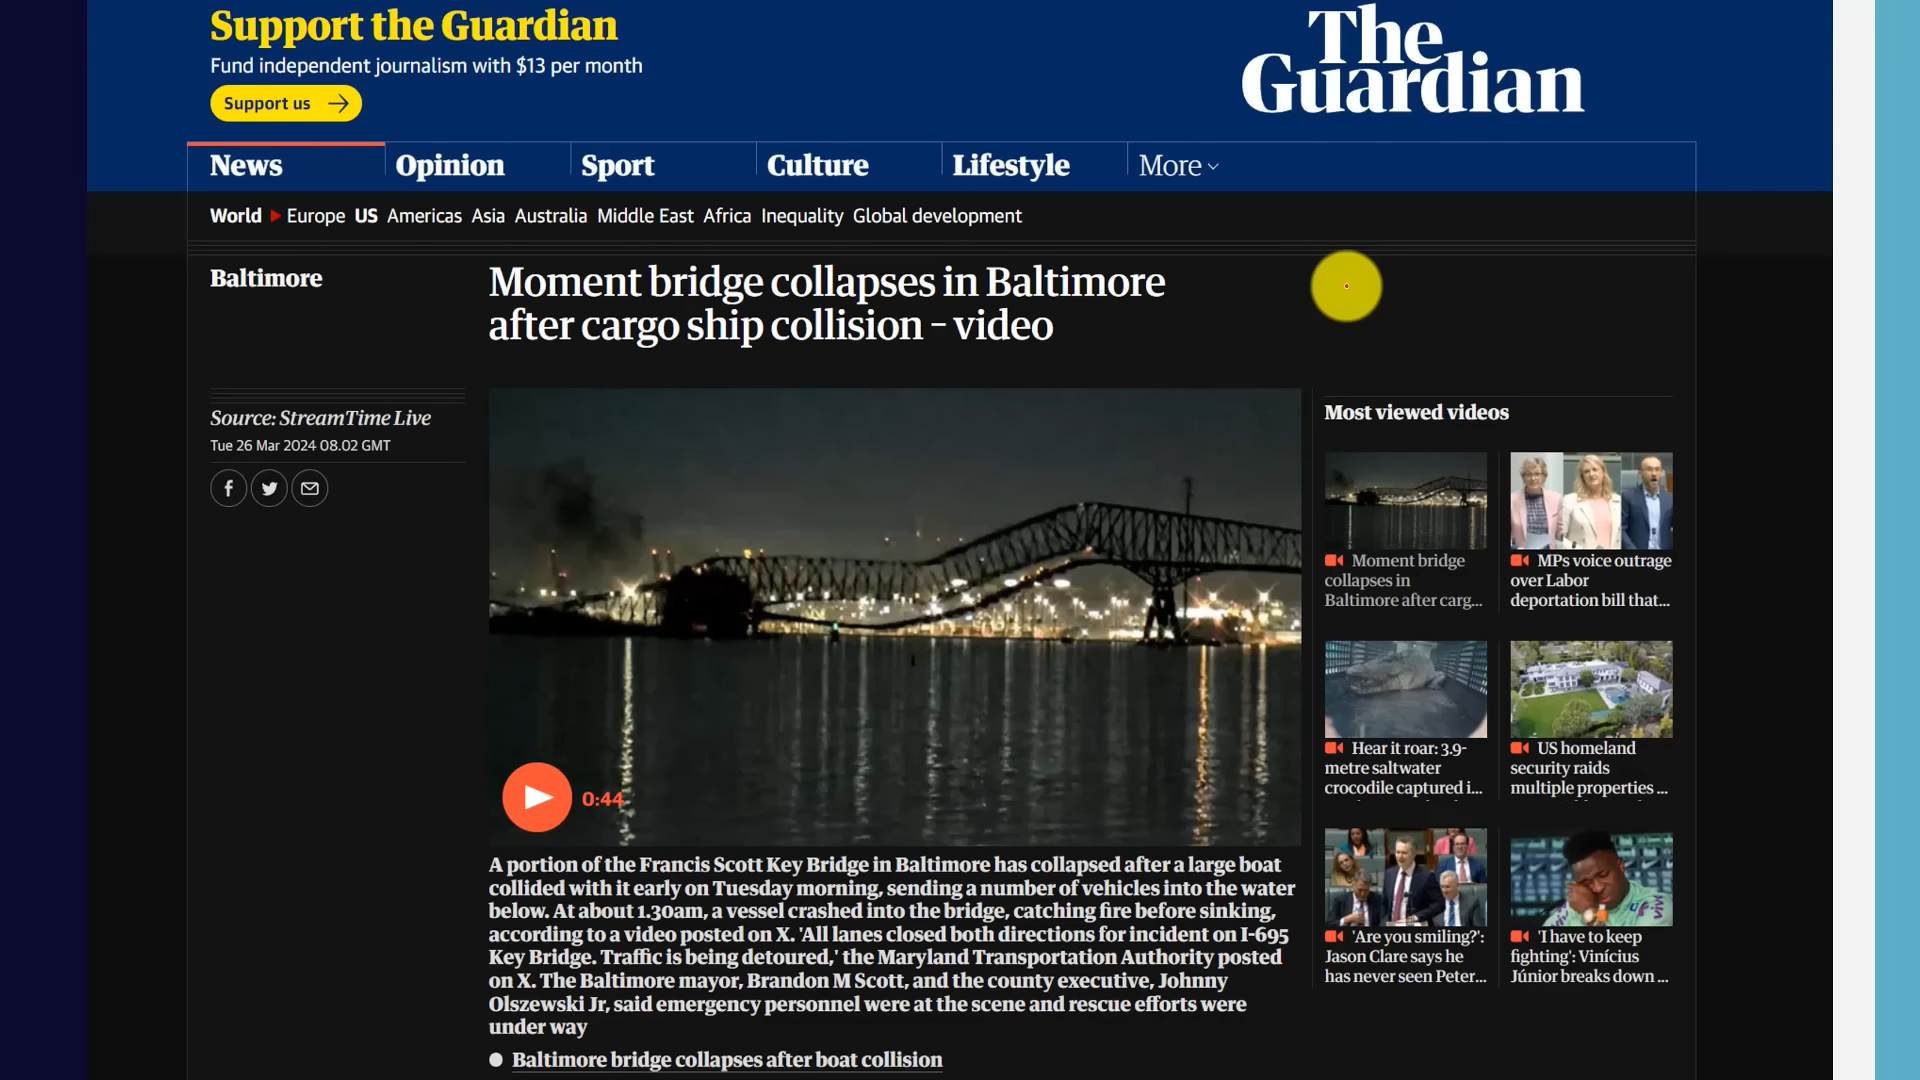 Support the Guardian
Fund independent journalism with $13 per month
Support us
The
Guardian
News
Opinion
Sport
Culture
Lifestyle
More
World Europe US Americas Asia Australia Middle East Africa Inequality Global development
Baltimore
Moment bridge collapses in Baltimore
after cargo ship collision – video
Source: StreamTime Live
Tue 26 Mar 2024 08.02 GMT
0:44
A portion of the Francis Scott Key Bridge in Baltimore has collapsed after a large boat
collided with it early on Tuesday morning, sending a number of vehicles into the water
below. At about 1.30am, a vessel crashed into the bridge, catching fire before sinking,
according to a video posted on X. 'All lanes closed both directions for incident on I-695
Key Bridge. Traffic is being detoured,' the Maryland Transportation Authority posted
on X. The Baltimore mayor, Brandon M Scott, and the county executive, Johnny
Olszewski Jr, said emergency personnel were at the scene and rescue efforts were
under way
Baltimore bridge collapses after boat collision
Most viewed videos
Moment bridge
collapses in
Baltimore after carg...
MPs voice outrage
over Labor
deportation bill that...
Hear it roar: 3.9-
metre saltwater
crocodile captured i...
US homeland
security raids
multiple properties ...
'Are you smiling?':
Jason Clare says he
has never seen Peter...
'I have to keep
fighting': Vinícius
Júnior breaks down ...